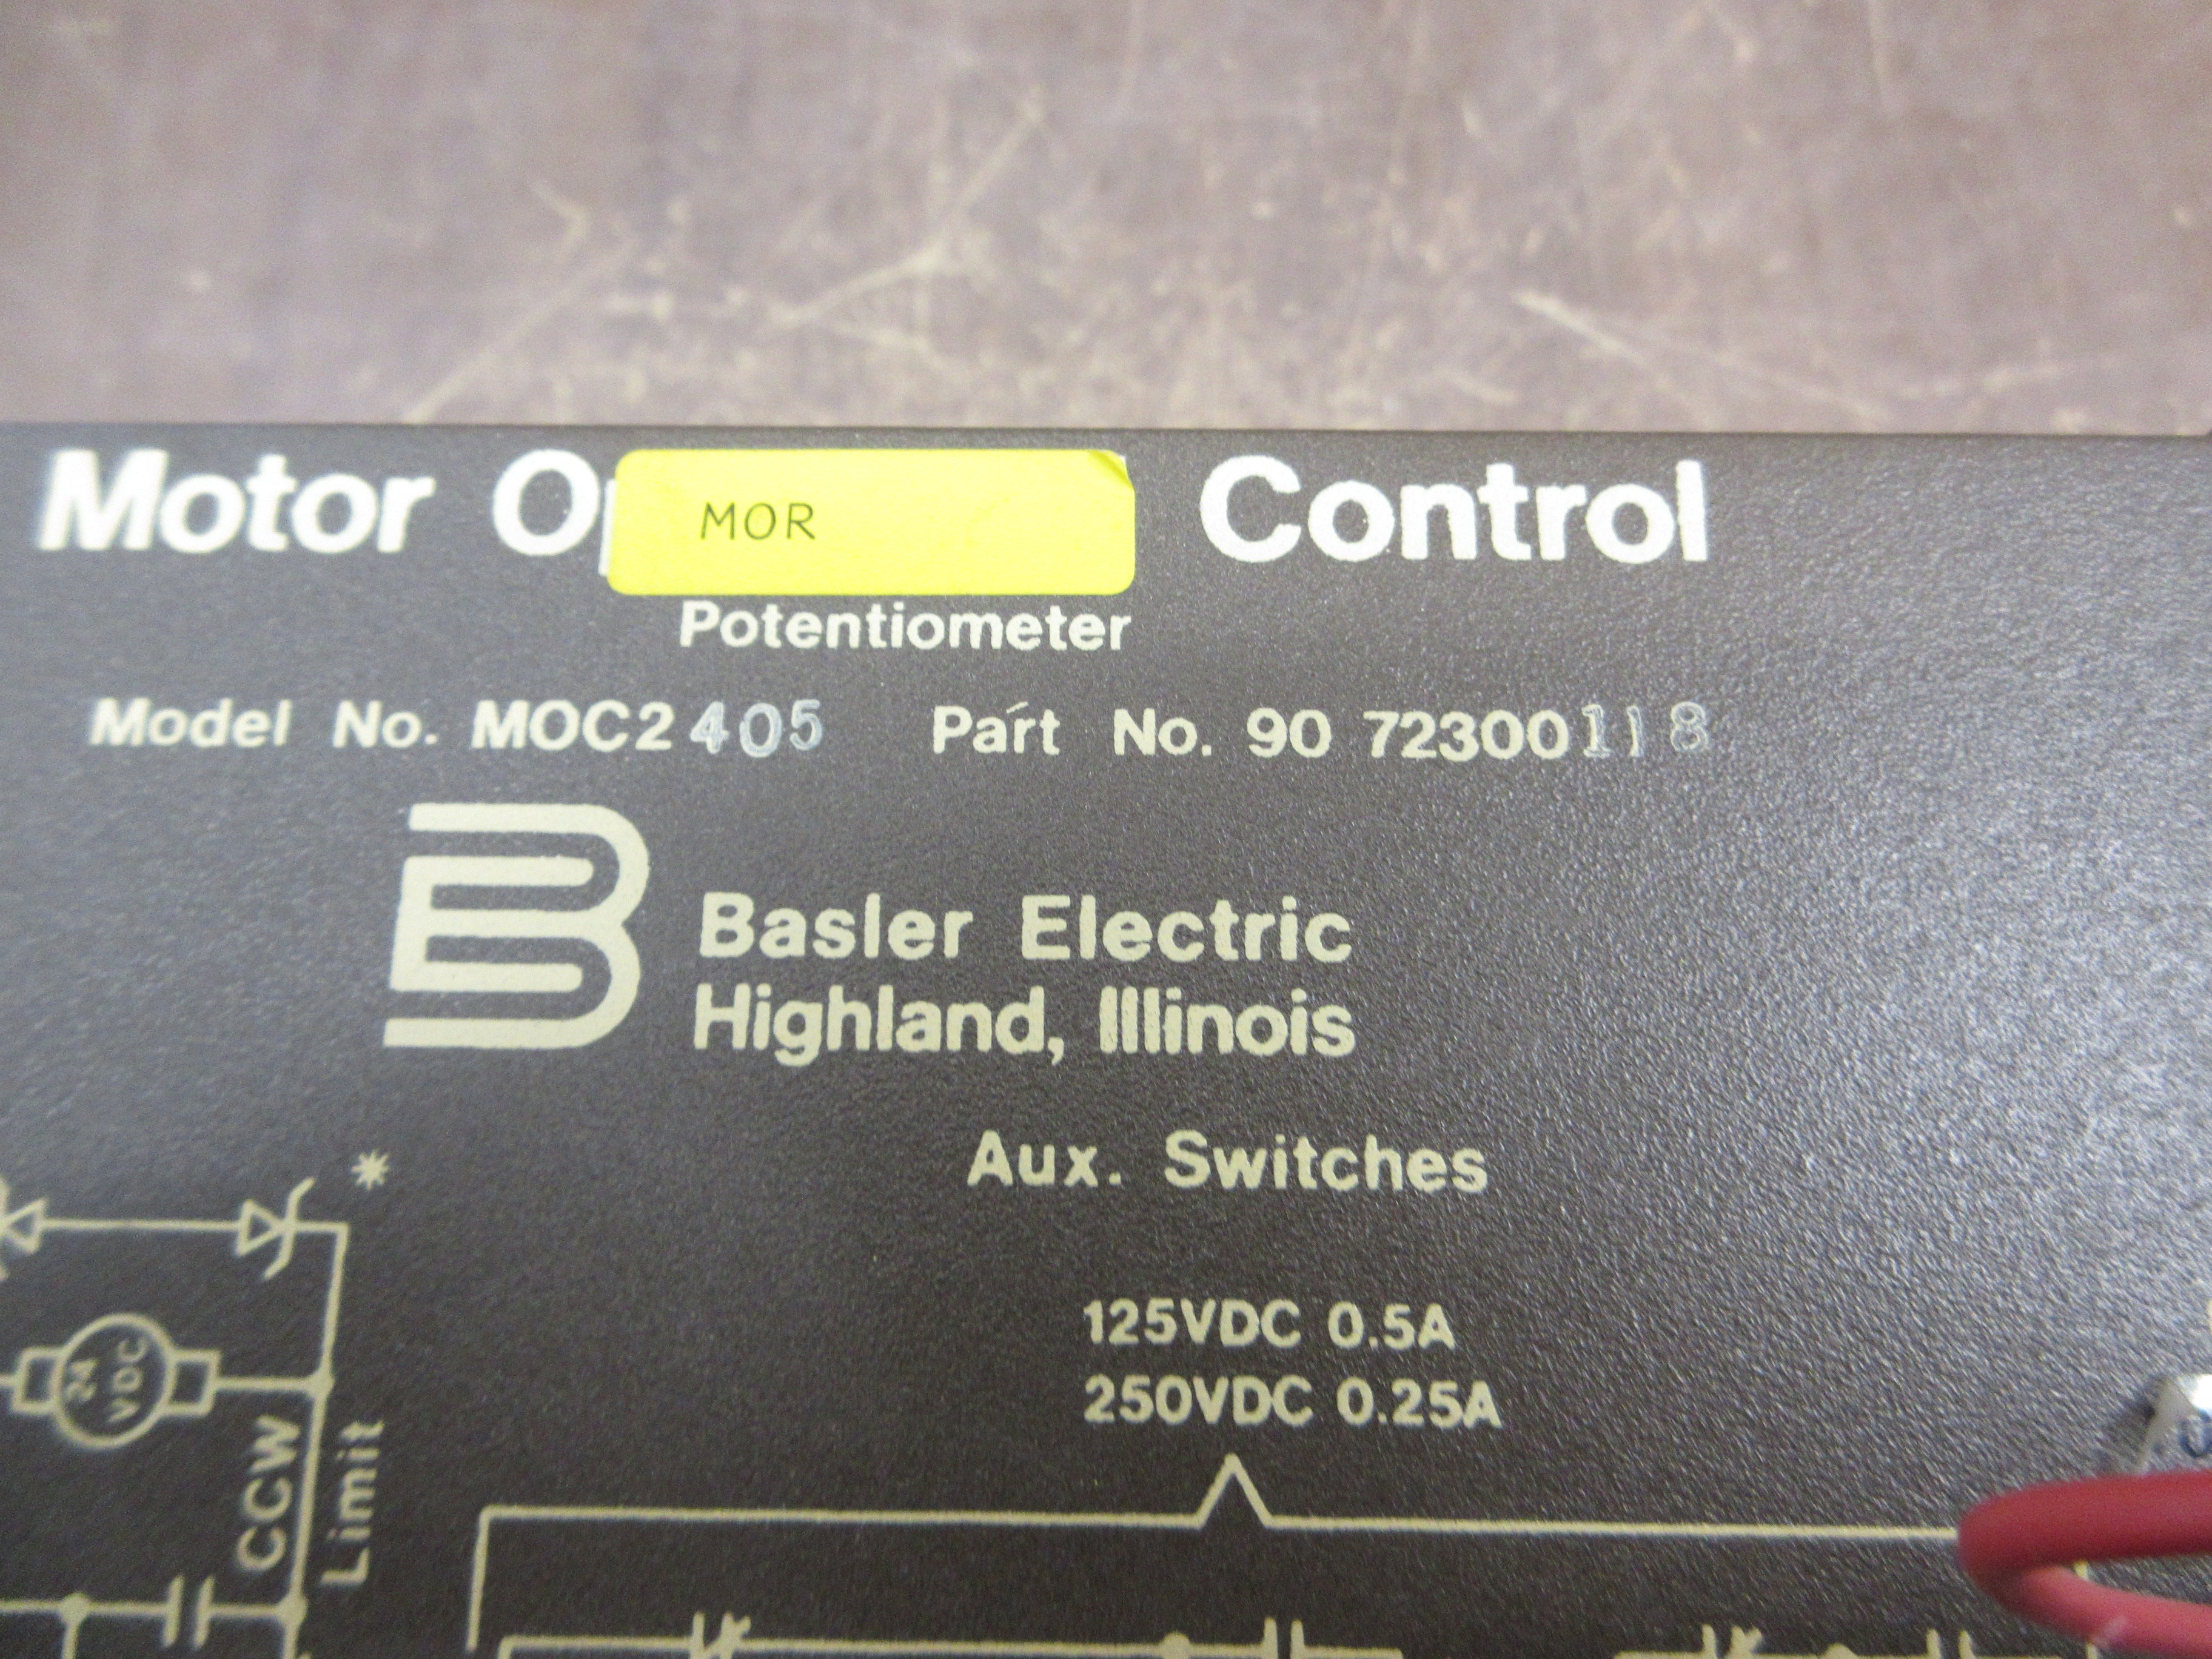 Motor Op MOR Control
Potentiometer
Model No. MOC2405 Part No. 90 72300118
Basler Electric
Highland, Illinois
Aux. Switches
125VDC 0.5A
250VDC 0.25A
24
VDC
CCW
Limit